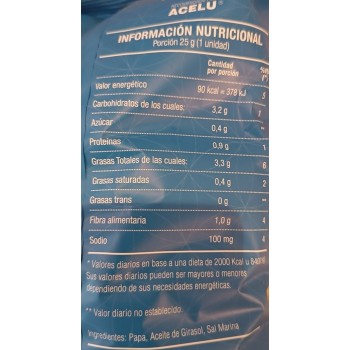 ACELU®
INFORMACIÓN NUTRICIONAL
Porción 25 g (1 unidad)
Cantidad
por porción
Valor energético 90 kcal = 378 kJ 5
Carbohidratos de los cuales: 3,2 g 1
Azúcar 0,4 g --
Proteínas 0,9 g 1
Grasas Totales de las cuales: 3,3 g 6
Grasas saturadas 0,4 g 2
Grasas trans 0 g --
Fibra alimentaria 1,0 g 4
Sodio 100 mg 4
* Valores diarios en base a una dieta de 2000 Kcal u
Sus valores diarios pueden ser mayores o menores
dependiendo de sus necesidades energéticas.
** Valor diario no establecido
Ingredientes: Papa, Aceite de Girasol, Sal Marina